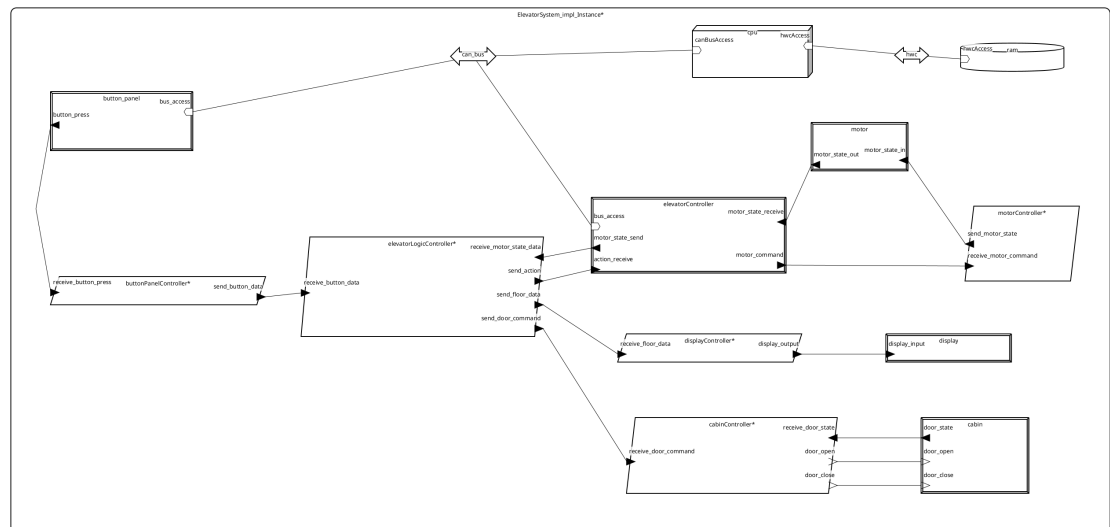 ElevatorSystem_impl_Instance*
cpu
canBusAccess
hwcAccess
can_bus
hwc
hwcAccess
ram
button_panel
bus_access
button_press
motor
motor_state_out
motor_state_in
elevatorController
bus_access
motor_state_receive
motor_state_send
action_receive
motor_command
motorController*
send_motor_state
receive_motor_command
elevatorLogicController*
receive_motor_state_data
send_action
receive_button_data
send_floor_data
send_door_command
receive_button_press
buttonPanelController*
send_button_data
receive_floor_data
displayController*
display_output
display_input
display
cabinController*
receive_door_state
receive_door_command
door_open
door_close
cabin
door_state
door_open
door_close